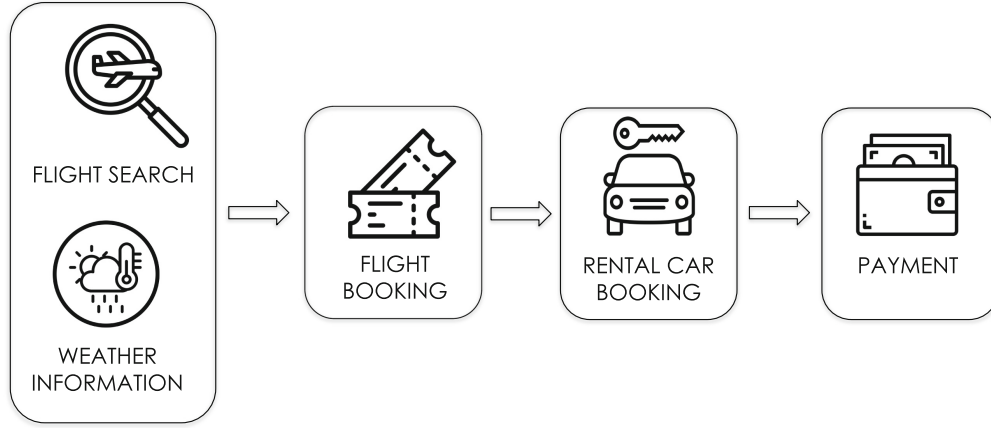 FLIGHT SEARCH
WEATHER
INFORMATION
FLIGHT
BOOKING
RENTAL CAR
BOOKING
PAYMENT